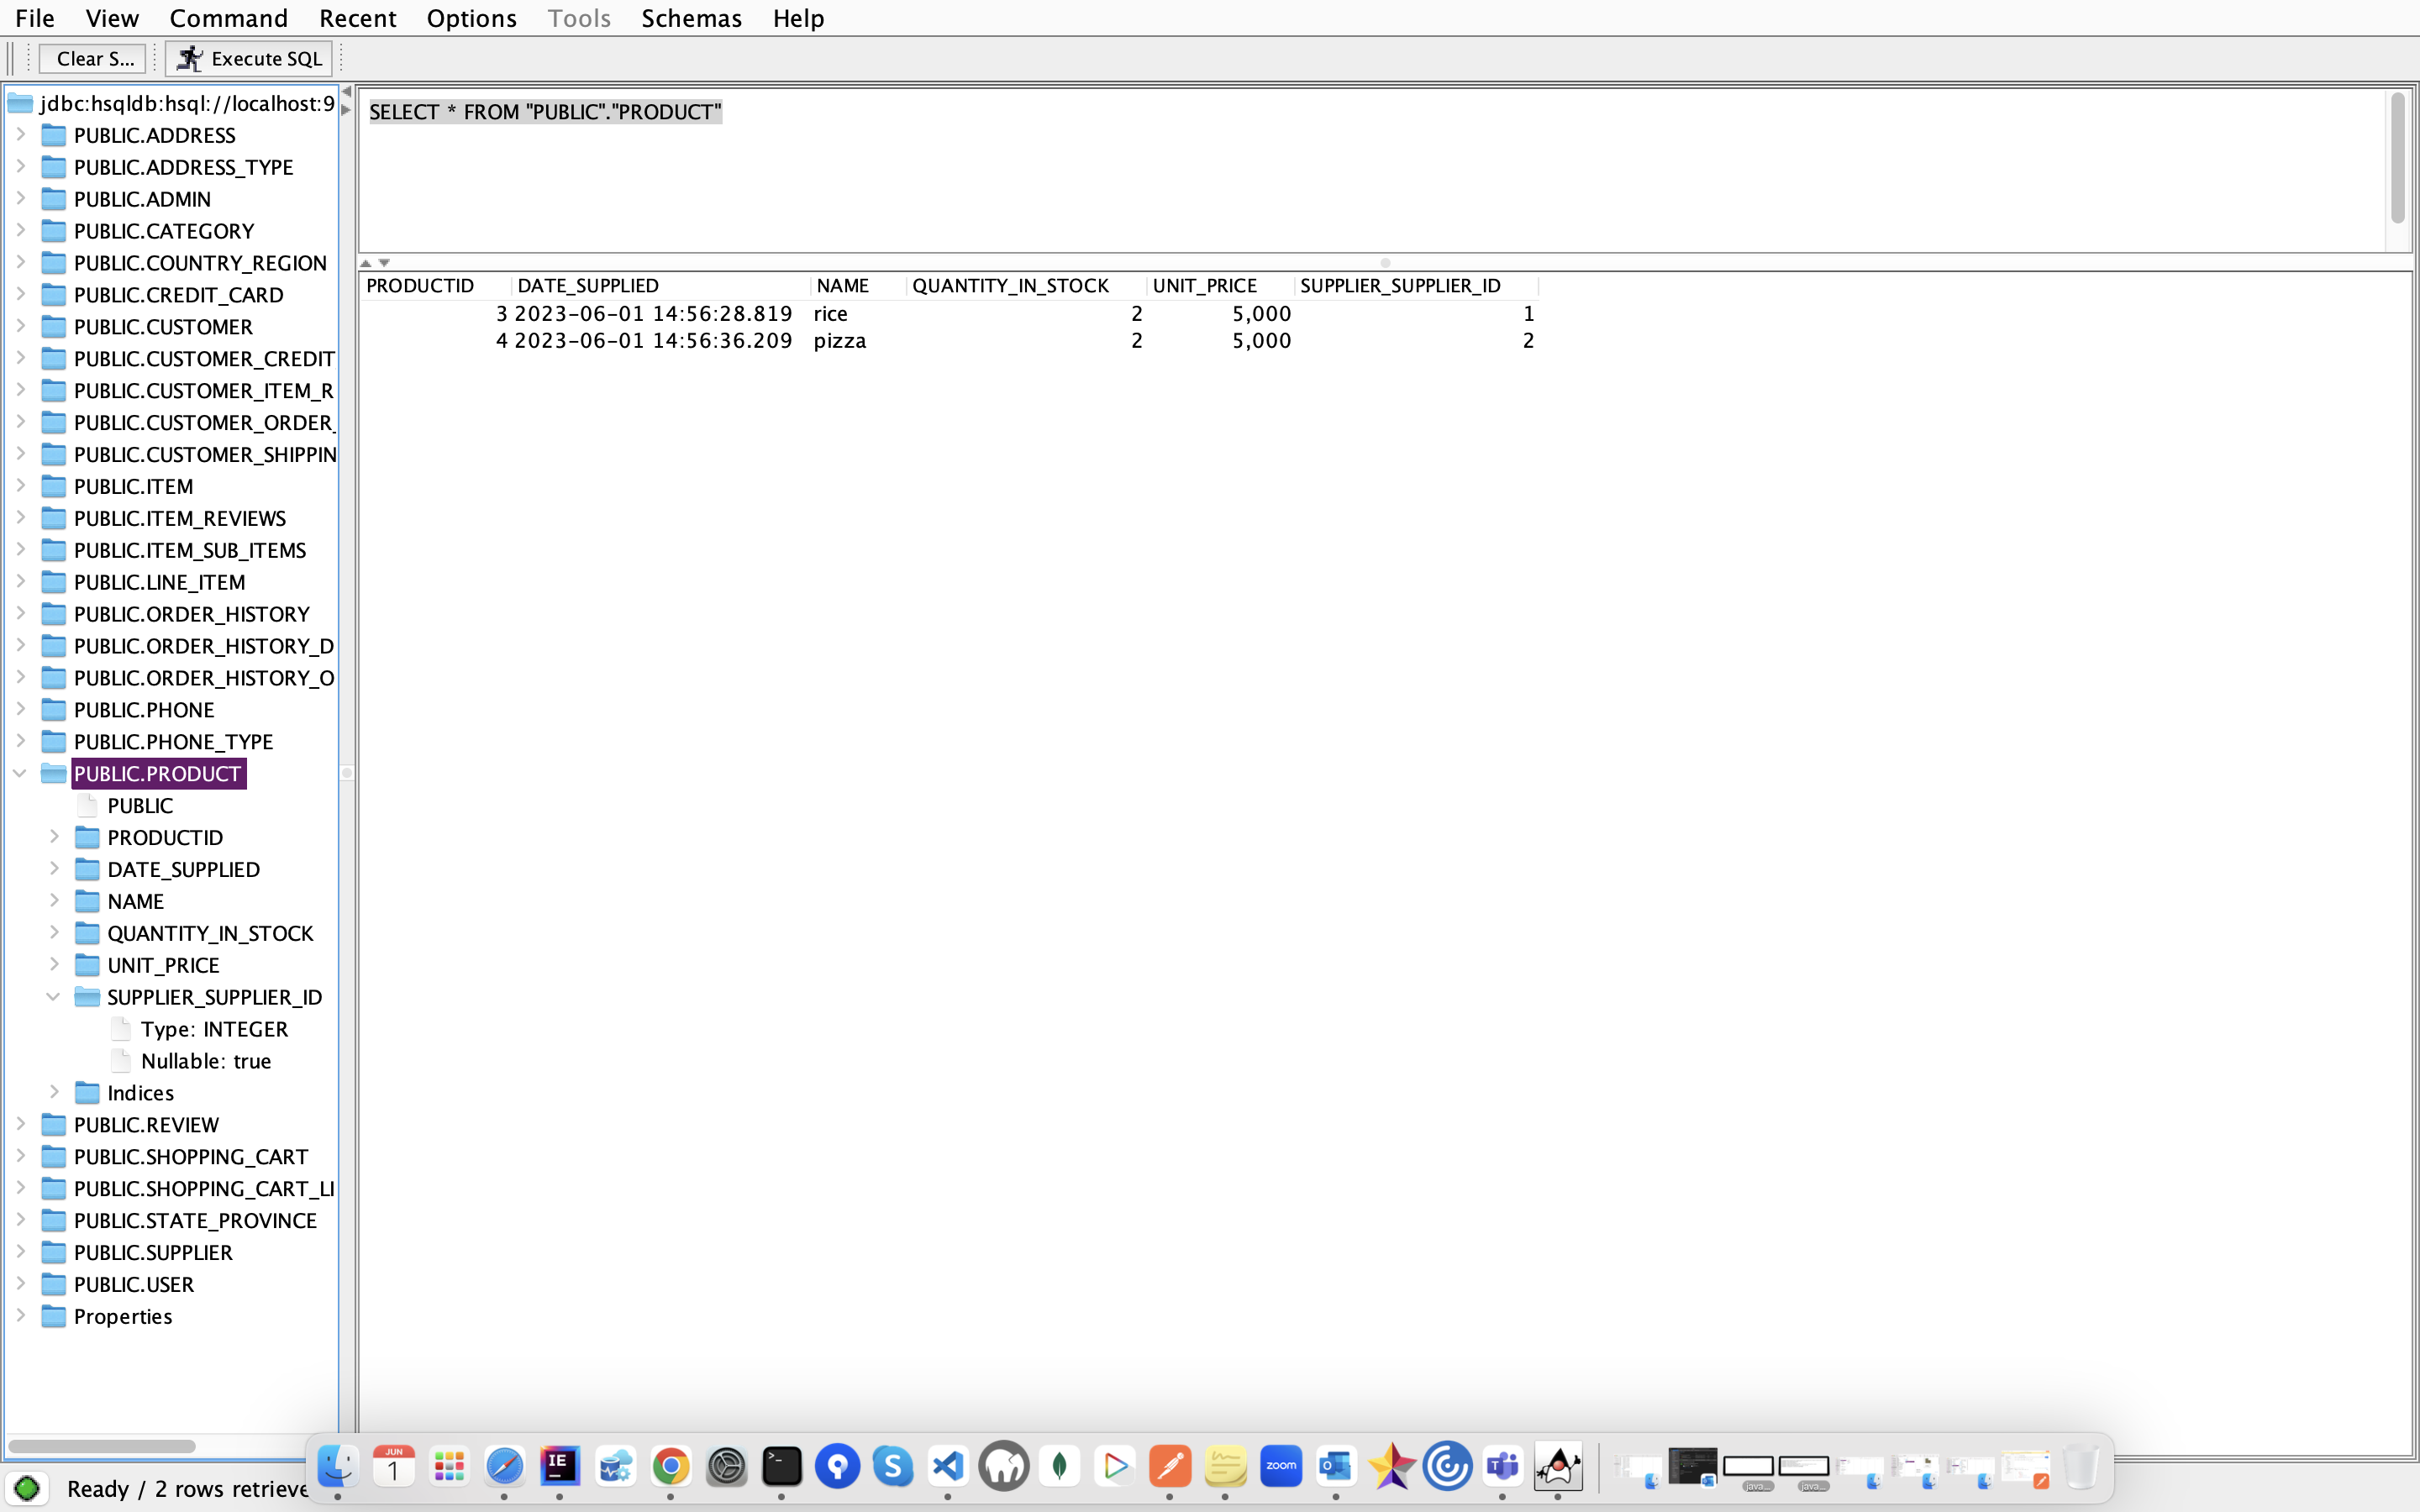 File View Command Recent Options Tools Schemas Help
Clear S... Execute SQL
jdbc:hsqldb:hsql://localhost:9
PUBLIC.ADDRESS
PUBLIC.ADDRESS_TYPE
PUBLIC.ADMIN
PUBLIC.CATEGORY
PUBLIC.COUNTRY_REGION
PUBLIC.CREDIT_CARD
PUBLIC.CUSTOMER
PUBLIC.CUSTOMER_CREDIT
PUBLIC.CUSTOMER_ITEM_R
PUBLIC.CUSTOMER_ORDER_
PUBLIC.CUSTOMER_SHIPPIN
PUBLIC.ITEM
PUBLIC.ITEM_REVIEWS
PUBLIC.ITEM_SUB_ITEMS
PUBLIC.LINE_ITEM
PUBLIC.ORDER_HISTORY
PUBLIC.ORDER_HISTORY_D
PUBLIC.ORDER_HISTORY_O
PUBLIC.PHONE
PUBLIC.PHONE_TYPE
PUBLIC.PRODUCT
PUBLIC
PRODUCTID
DATE_SUPPLIED
NAME
QUANTITY_IN_STOCK
UNIT_PRICE
SUPPLIER_SUPPLIER_ID
Type: INTEGER
Nullable: true
Indices
PUBLIC.REVIEW
PUBLIC.SHOPPING_CART
PUBLIC.SHOPPING_CART_LI
PUBLIC.STATE_PROVINCE
PUBLIC.SUPPLIER
PUBLIC.USER
Properties
SELECT * FROM "PUBLIC"."PRODUCT"
PRODUCTID DATE_SUPPLIED NAME QUANTITY_IN_STOCK UNIT_PRICE SUPPLIER_SUPPLIER_ID
3 2023-06-01 14:56:28.819 rice 2 5,000 1
4 2023-06-01 14:56:36.209 pizza 2 5,000 2
Ready / 2 rows retrieve
JUN
1
IE
>_
S
zoom
java...
java...